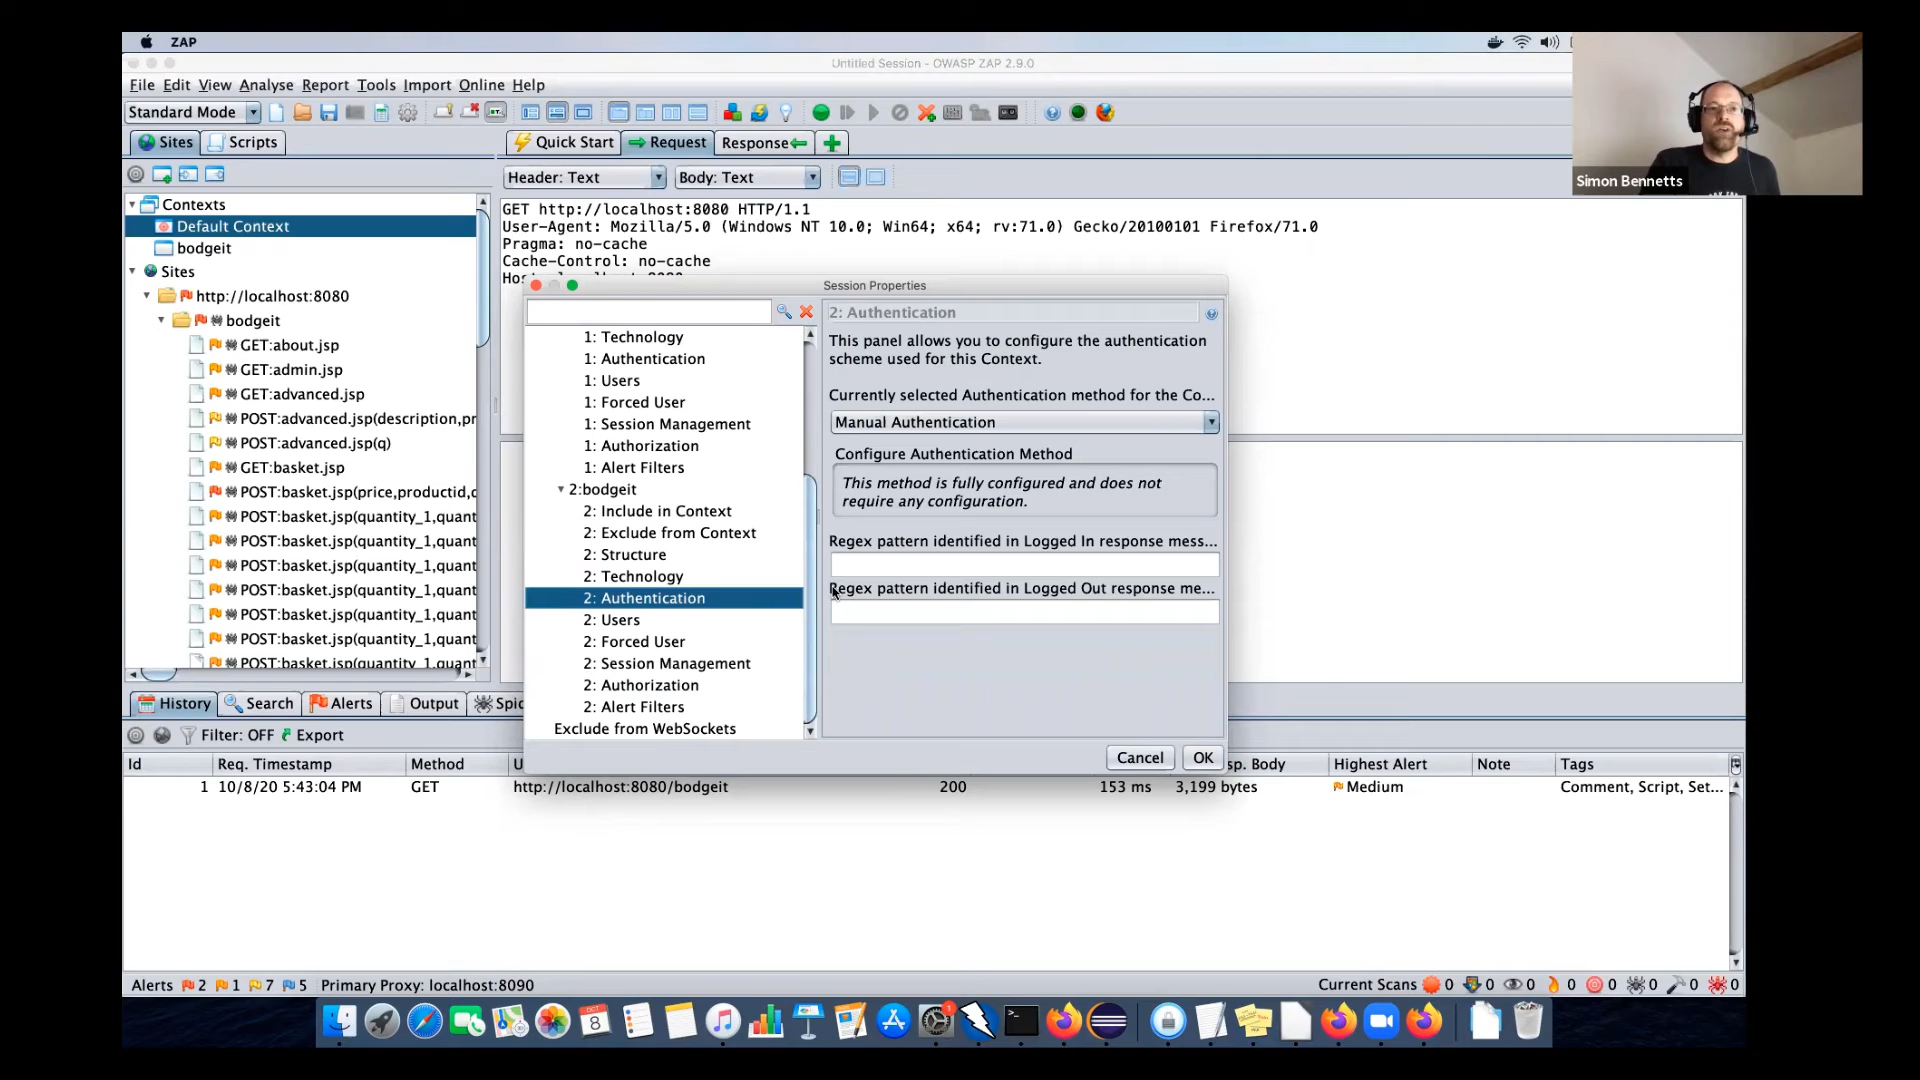 ZAP
Untitled Session - OWASP ZAP 2.9.0
File Edit View Analyse Report Tools Import Online Help
Standard Mode
Sites Scripts
Quick Start Request Response
Simon Bennetts
Header: Text Body: Text
Contexts
Default Context
bodgeit
Sites
http://localhost:8080
bodgeit
GET:about.jsp
GET:admin.jsp
GET:advanced.jsp
POST:advanced.jsp(description,pr
POST:advanced.jsp(q)
GET:basket.jsp
POST:basket.jsp(price,productid,q
POST:basket.jsp(quantity_1,quant
POST:basket.jsp(quantity_1,quant
POST:basket.jsp(quantity_1,quant
POST:basket.jsp(quantity_1,quant
POST:basket.jsp(quantity_1,quant
POST:basket.jsp(quantity_1,quant
POST:basket.jsp(quantity_1,quant
GET http://localhost:8080 HTTP/1.1
User-Agent: Mozilla/5.0 (Windows NT 10.0; Win64; x64; rv:71.0) Gecko/20100101 Firefox/71.0
Pragma: no-cache
Cache-Control: no-cache
Session Properties
1: Technology
1: Authentication
1: Users
1: Forced User
1: Session Management
1: Authorization
1: Alert Filters
2:bodgeit
2: Include in Context
2: Exclude from Context
2: Structure
2: Technology
2: Authentication
2: Users
2: Forced User
2: Session Management
2: Authorization
2: Alert Filters
Exclude from WebSockets
2: Authentication
This panel allows you to configure the authentication
scheme used for this Context.
Currently selected Authentication method for the Co...
Manual Authentication
Configure Authentication Method
This method is fully configured and does not
require any configuration.
Regex pattern identified in Logged In response mess...
Regex pattern identified in Logged Out response me...
Cancel OK
History Search Alerts Output Spi
Filter: OFF Export
Id Req. Timestamp Method U sp. Body Highest Alert Note Tags
1 10/8/20 5:43:04 PM GET http://localhost:8080/bodgeit 200 153 ms 3,199 bytes Medium Comment, Script, Set...
Alerts 2 1 7 5 Primary Proxy: localhost:8090
Current Scans 0 0 0 0 0 0 0 0
OCT
8
1